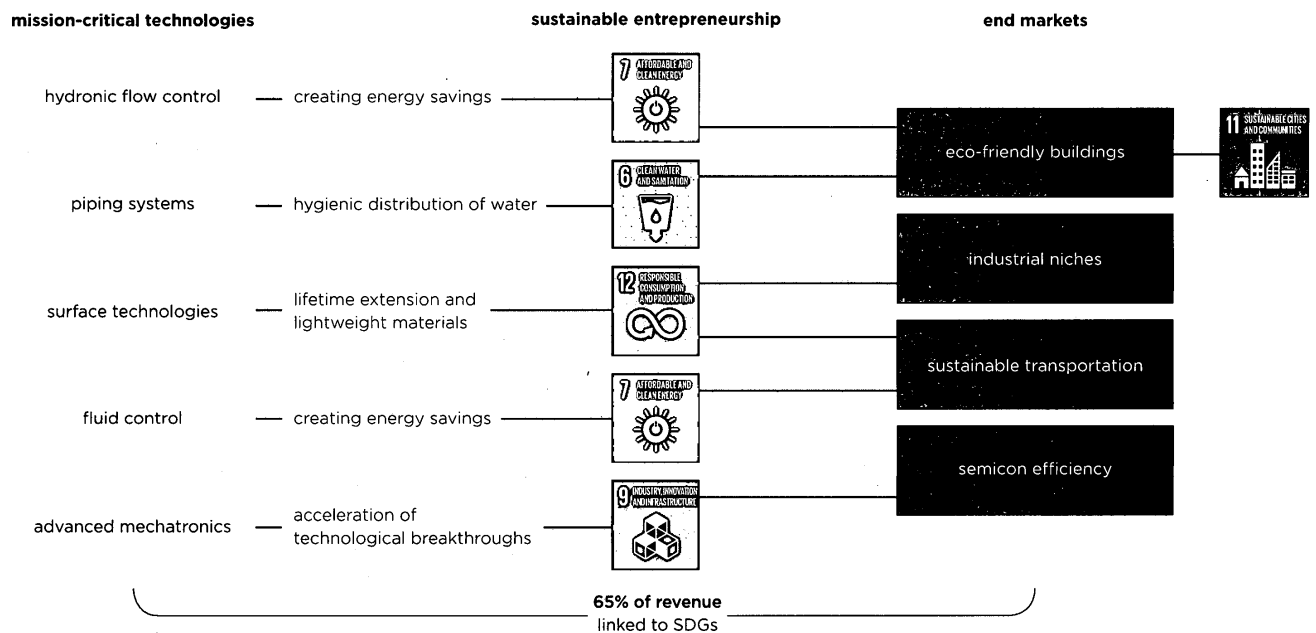 mission-critical technologies
sustainable entrepreneurship
end markets
hydronic flow control
creating energy savings
7 AFFORDABLE AND
CLEAN ENERGY
eco-friendly buildings
11 SUSTAINABLE CITIES
AND COMMUNITIES
piping systems
hygienic distribution of water
6 CLEAN WATER
AND SANITATION
industrial niches
surface technologies
lifetime extension and
lightweight materials
12 RESPONSIBLE
CONSUMPTION
AND PRODUCTION
sustainable transportation
fluid control
creating energy savings
7 AFFORDABLE AND
CLEAN ENERGY
semicon efficiency
advanced mechatronics
acceleration of
technological breakthroughs
9 INDUSTRY, INNOVATION
AND INFRASTRUCTURE
65% of revenue
linked to SDGs